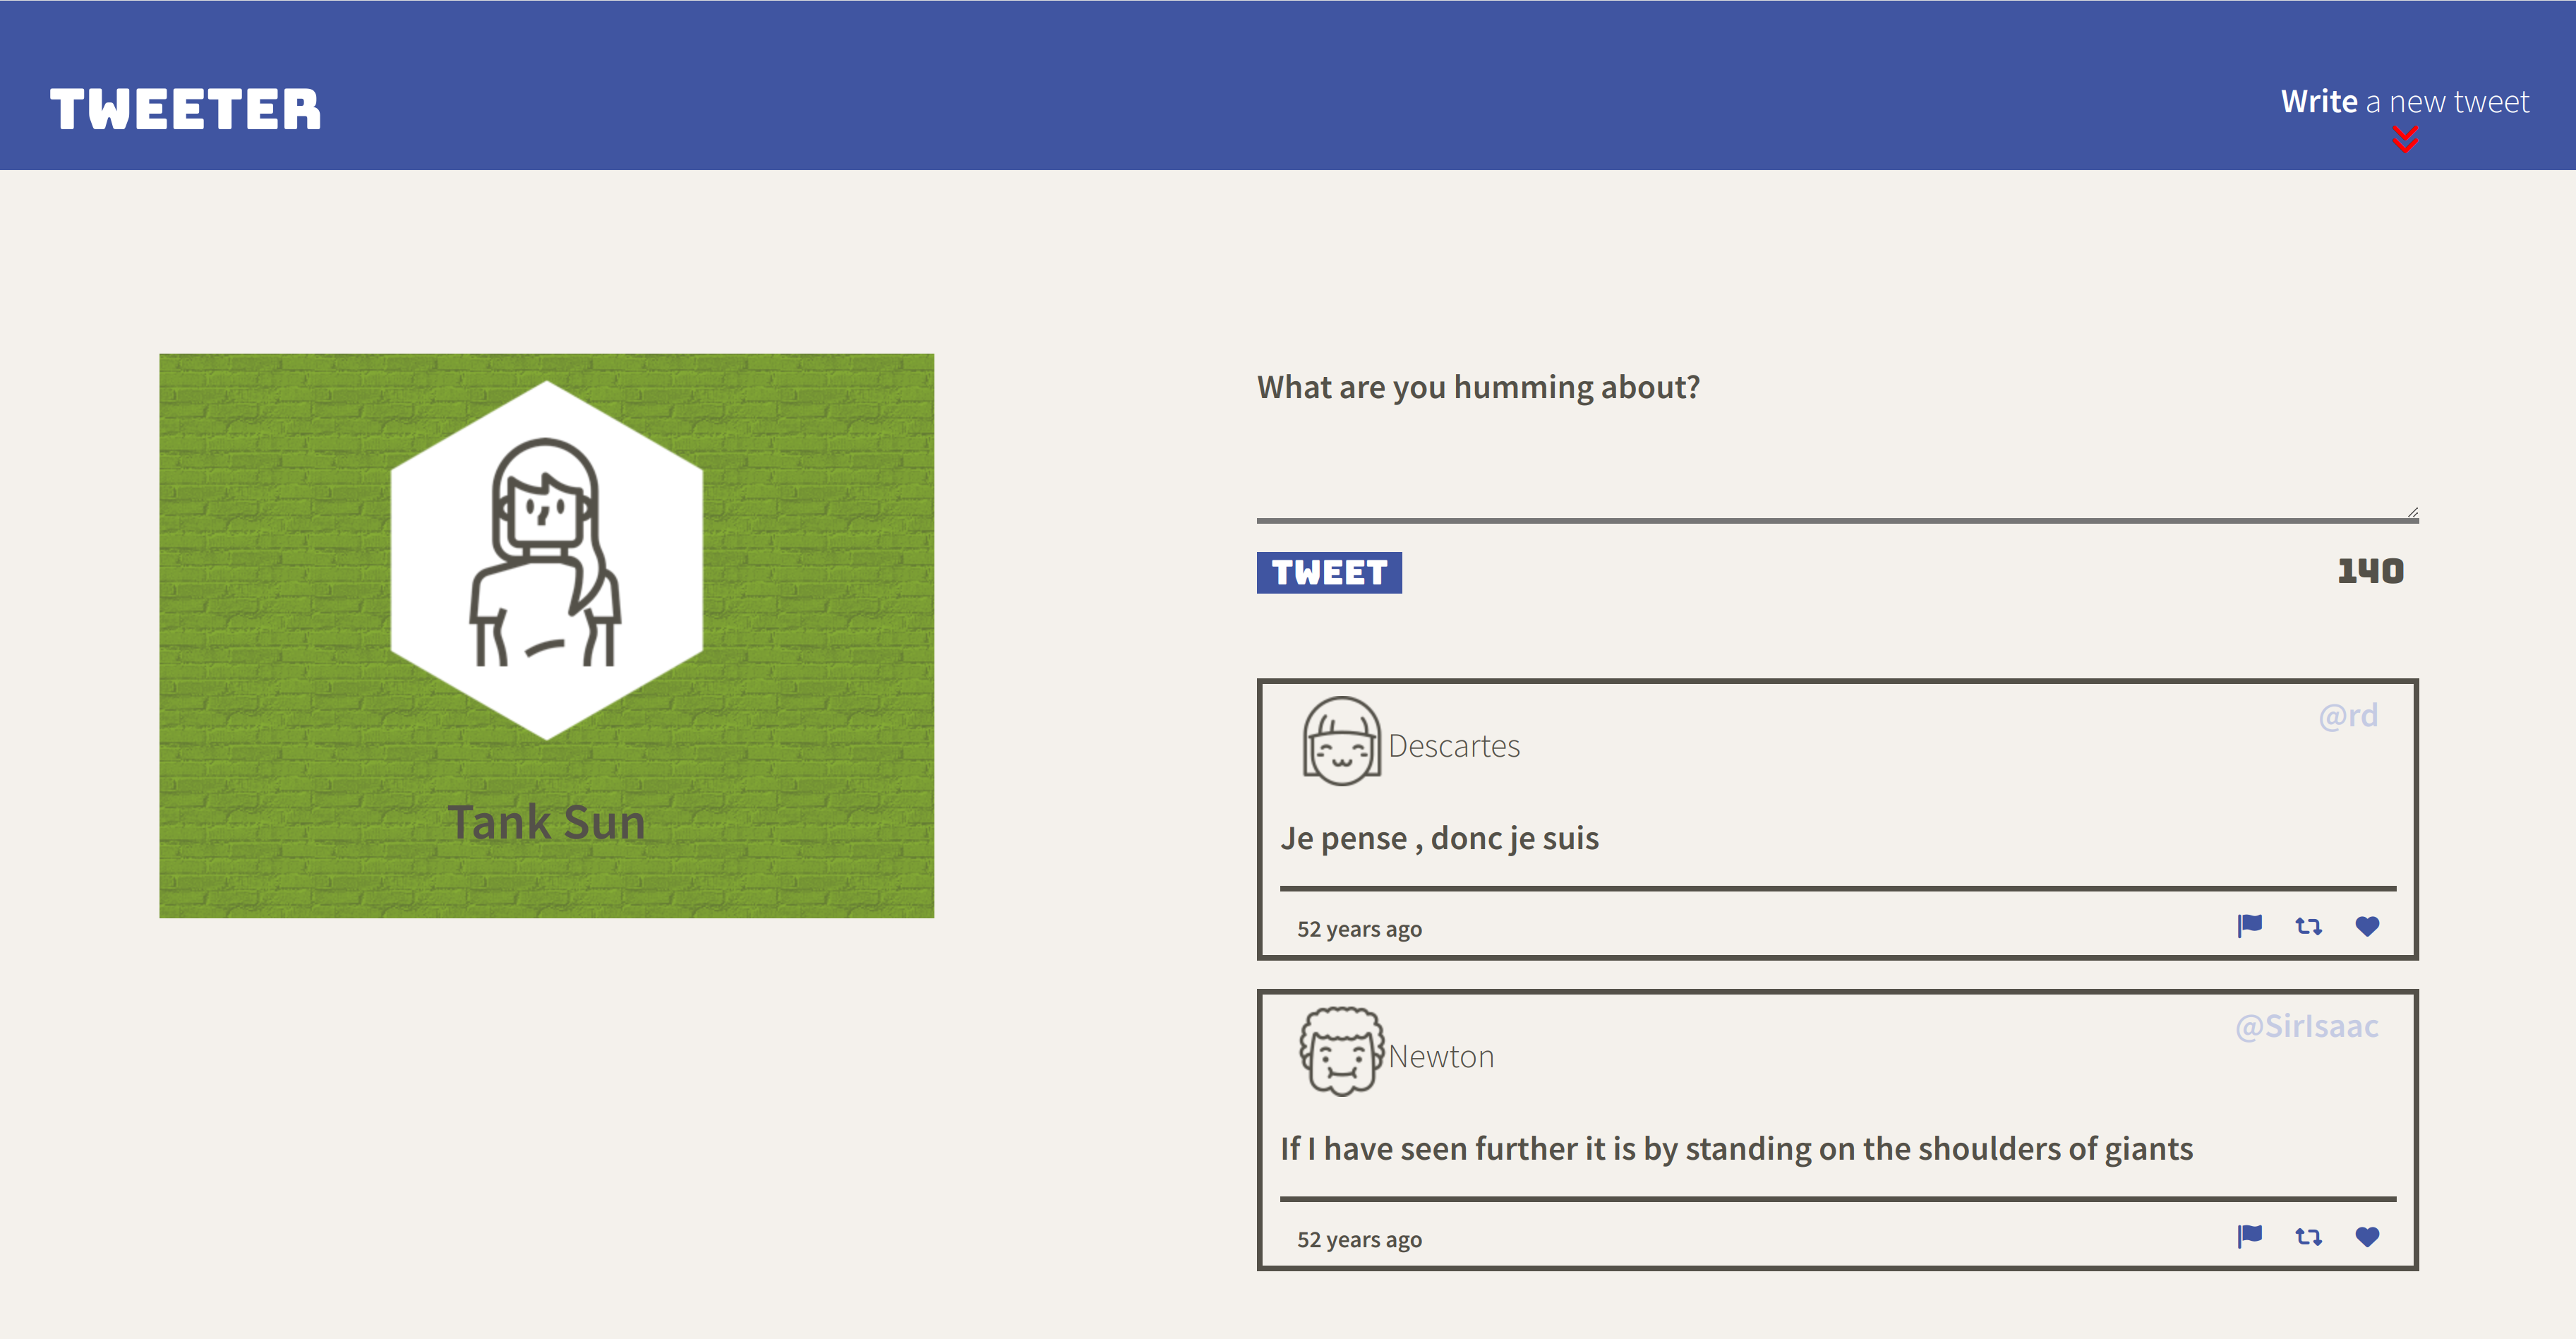 TWEETER
Write a new tweet
Tank Sun
What are you humming about?
TWEET
140
Descartes
@rd
Je pense , donc je suis
52 years ago
Newton
@SirIsaac
If I have seen further it is by standing on the shoulders of giants
52 years ago